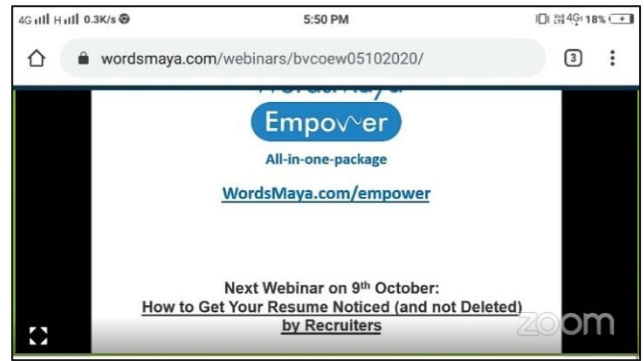 4G H 0.3K/s 5:50 PM 4G 18%
wordsmaya.com/webinars/bvcoew05102020/ 3
WordsMaya
Empower
All-in-one-package
WordsMaya.com/empower
Next Webinar on 9th October:
How to Get Your Resume Noticed (and not Deleted)
by Recruiters
zoom